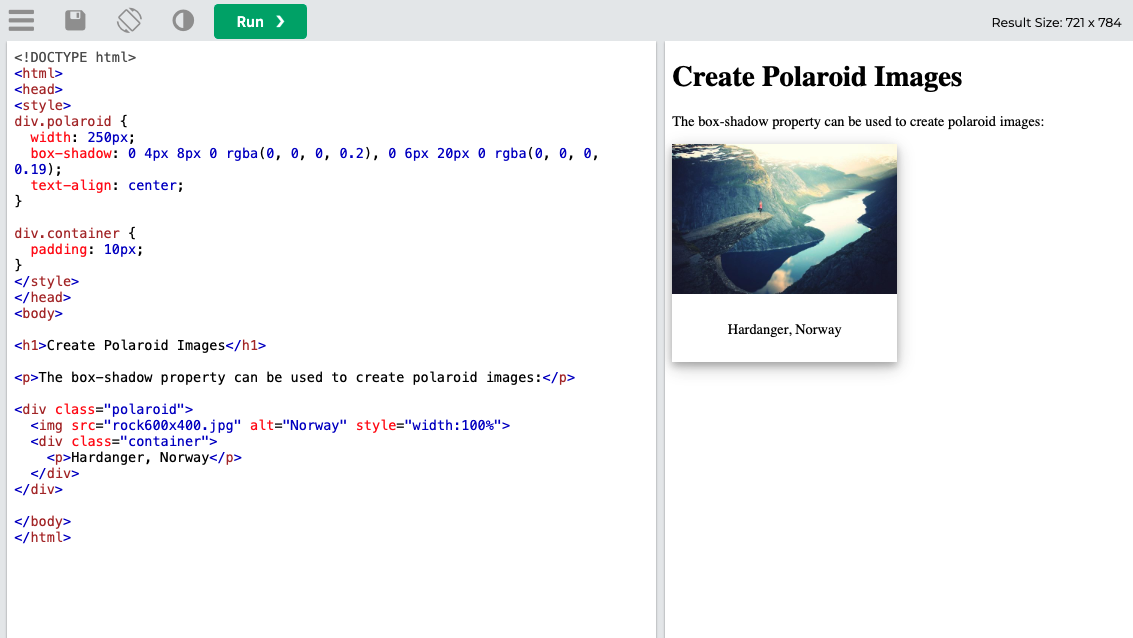 Run ❯
Result Size: 721 x 784
<!DOCTYPE html>
<html>
<head>
<style>
div.polaroid {
  width: 250px;
  box-shadow: 0 4px 8px 0 rgba(0, 0, 0, 0.2), 0 6px 20px 0 rgba(0, 0, 0,
0.19);
  text-align: center;
}

div.container {
  padding: 10px;
}
</style>
</head>
<body>

<h1>Create Polaroid Images</h1>

<p>The box-shadow property can be used to create polaroid images:</p>

<div class="polaroid">
  <img src="rock600x400.jpg" alt="Norway" style="width:100%">
  <div class="container">
    <p>Hardanger, Norway</p>
  </div>
</div>

</body>
</html>
Create Polaroid Images
The box-shadow property can be used to create polaroid images:
Hardanger, Norway